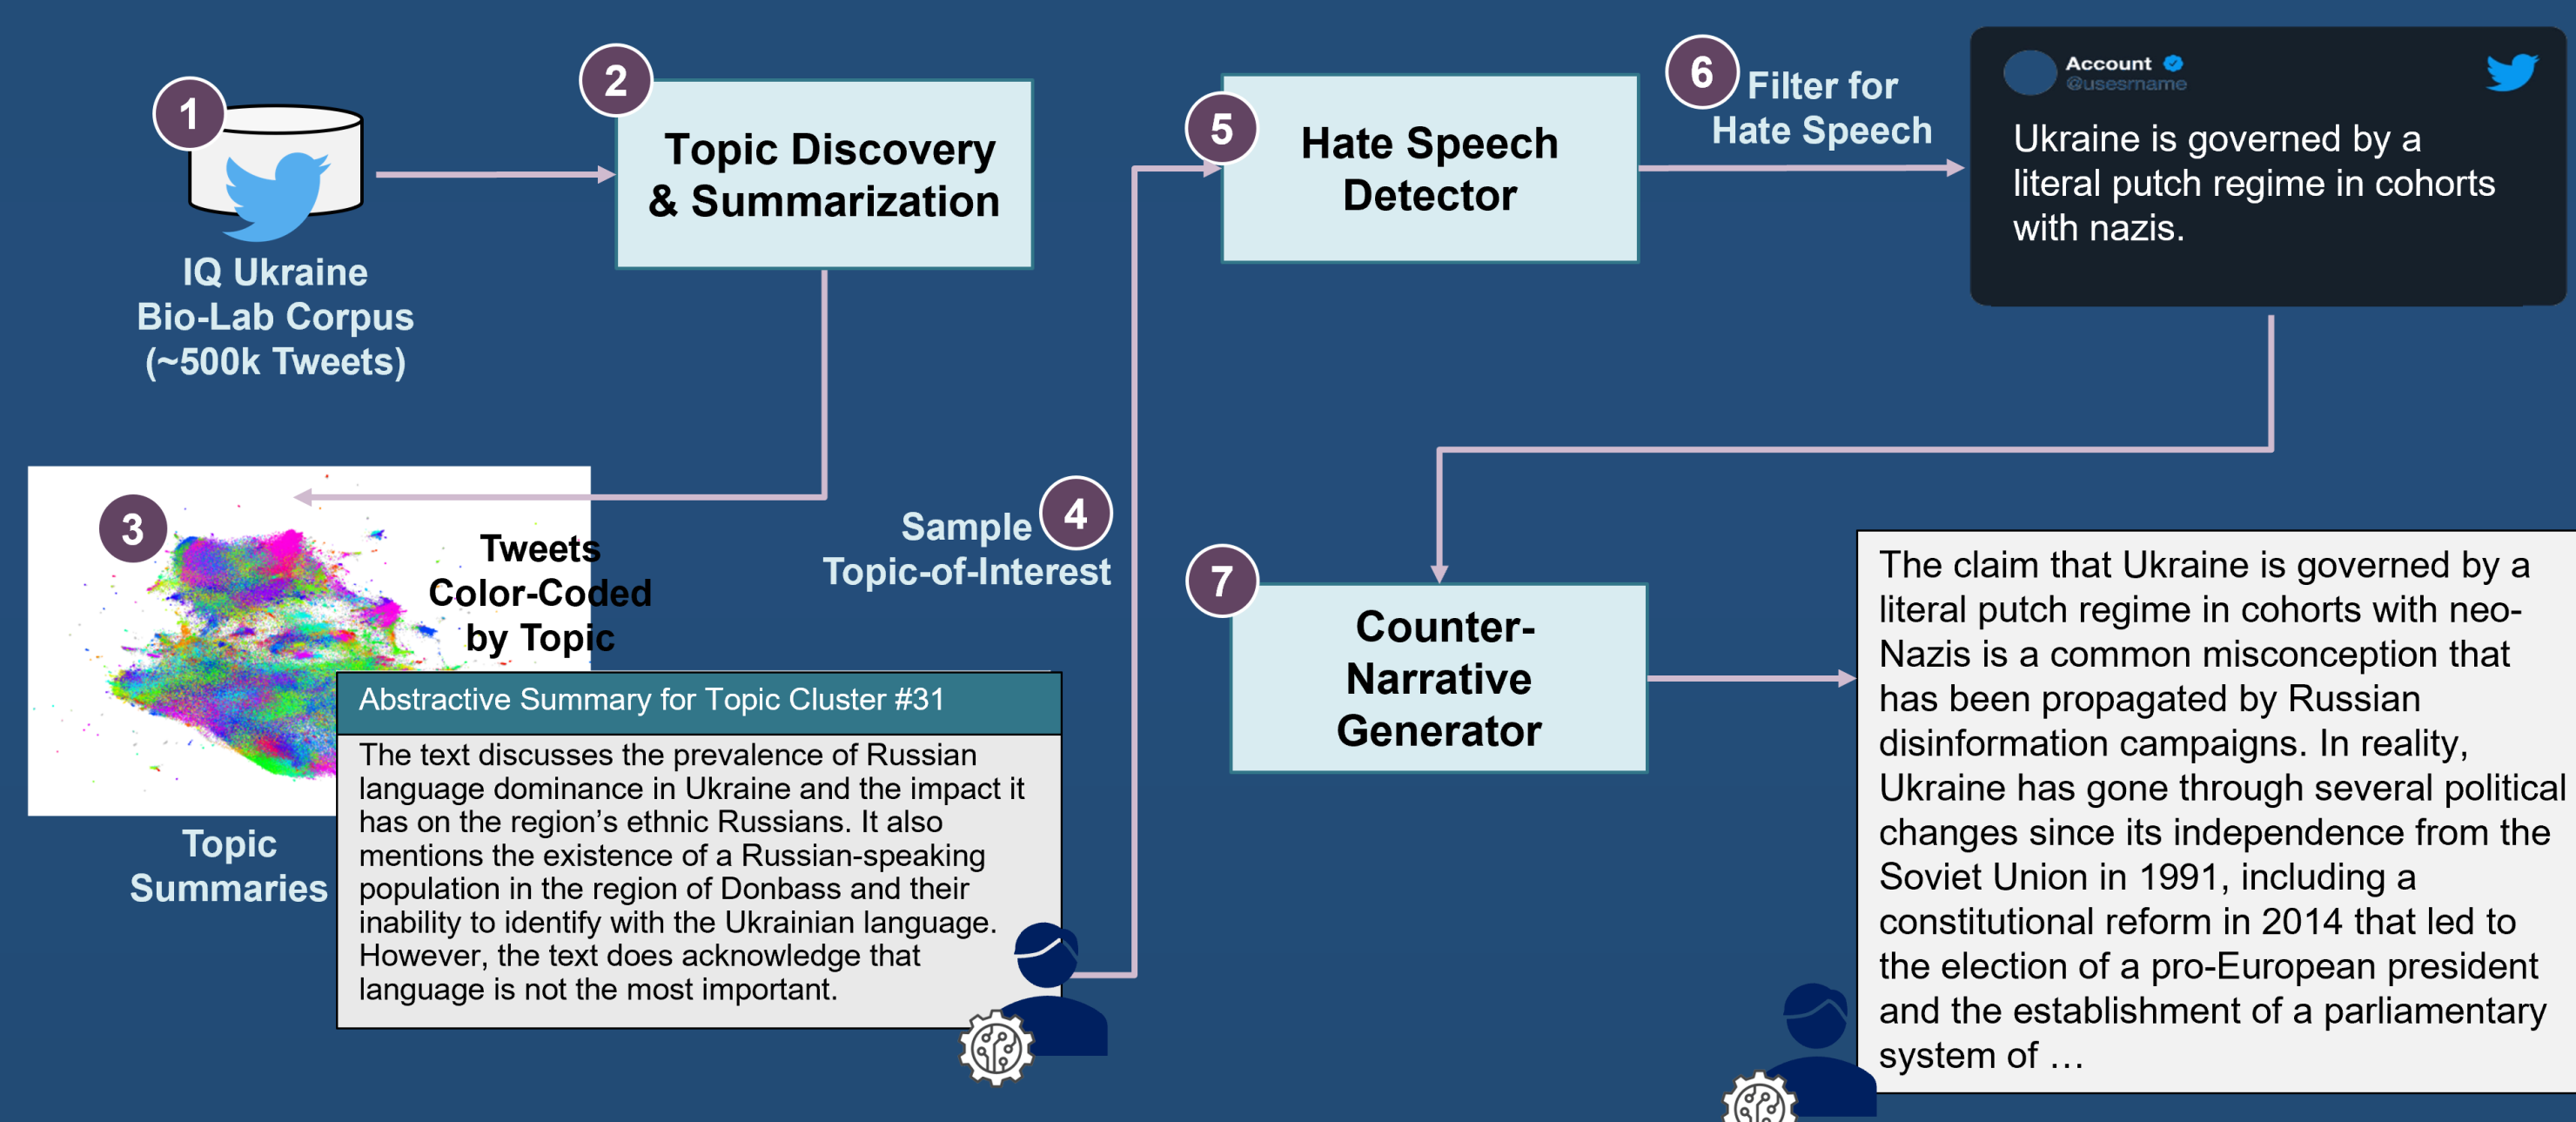 1
IQ Ukraine
Bio-Lab Corpus
(~500k Tweets)
2
Topic Discovery
& Summarization
3
Tweets
Color-Coded
by Topic
Topic
Summaries
Abstractive Summary for Topic Cluster #31
The text discusses the prevalence of Russian
language dominance in Ukraine and the impact it
has on the region’s ethnic Russians. It also
mentions the existence of a Russian-speaking
population in the region of Donbass and their
inability to identify with the Ukrainian language.
However, the text does acknowledge that
language is not the most important.
4
Sample
Topic-of-Interest
5
Hate Speech
Detector
6
Filter for
Hate Speech
Account
@usesrname
Ukraine is governed by a
literal putch regime in cohorts
with nazis.
7
Counter-
Narrative
Generator
The claim that Ukraine is governed by a
literal putch regime in cohorts with neo-
Nazis is a common misconception that
has been propagated by Russian
disinformation campaigns. In reality,
Ukraine has gone through several political
changes since its independence from the
Soviet Union in 1991, including a
constitutional reform in 2014 that led to
the election of a pro-European president
and the establishment of a parliamentary
system of …